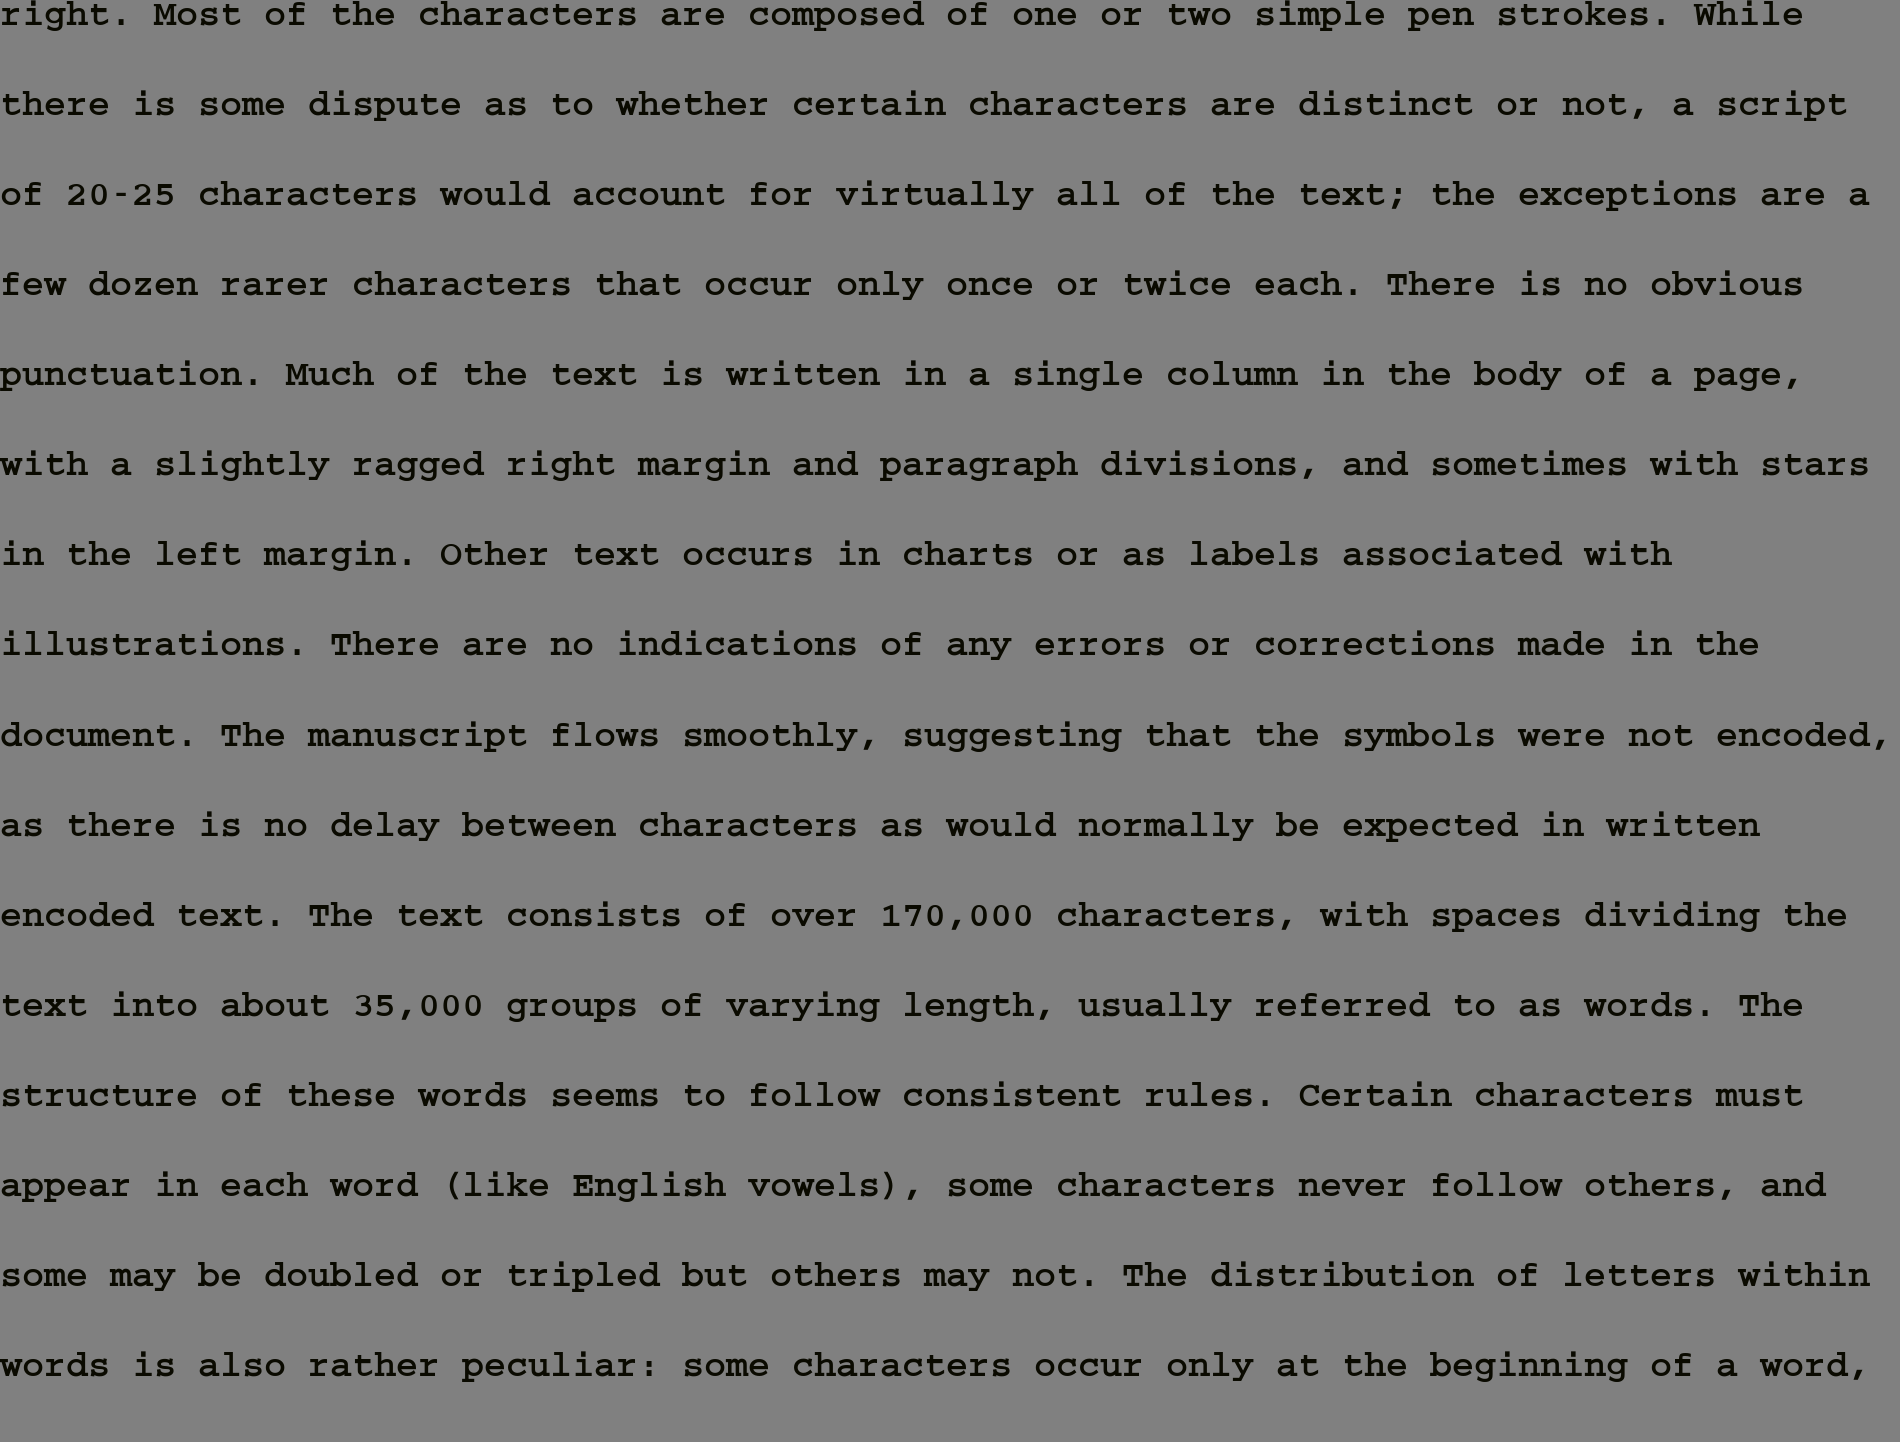 right. Most of the characters are composed of one or two simple pen strokes. While
there is some dispute as to whether certain characters are distinct or not, a script
of 20-25 characters would account for virtually all of the text; the exceptions are a
few dozen rarer characters that occur only once or twice each. There is no obvious
punctuation. Much of the text is written in a single column in the body of a page,
with a slightly ragged right margin and paragraph divisions, and sometimes with stars
in the left margin. Other text occurs in charts or as labels associated with
illustrations. There are no indications of any errors or corrections made in the
document. The manuscript flows smoothly, suggesting that the symbols were not encoded,
as there is no delay between characters as would normally be expected in written
encoded text. The text consists of over 170,000 characters, with spaces dividing the
text into about 35,000 groups of varying length, usually referred to as words. The
structure of these words seems to follow consistent rules. Certain characters must
appear in each word (like English vowels), some characters never follow others, and
some may be doubled or tripled but others may not. The distribution of letters within
words is also rather peculiar: some characters occur only at the beginning of a word,